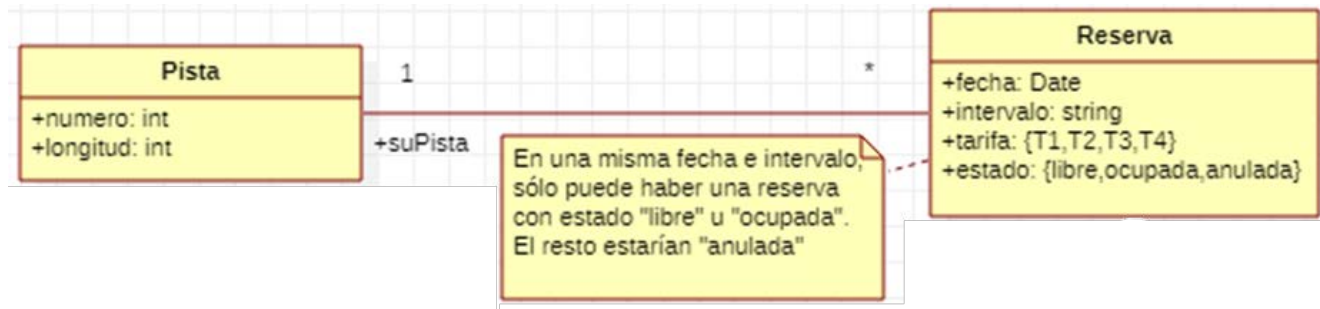 Pista
+numero: int
+longitud: int
1
+suPista
*
En una misma fecha e intervalo,
sólo puede haber una reserva
con estado "libre" u "ocupada".
El resto estarían "anulada"
Reserva
+fecha: Date
+intervalo: string
+tarifa: {T1,T2,T3,T4}
+estado: {libre,ocupada,anulada}